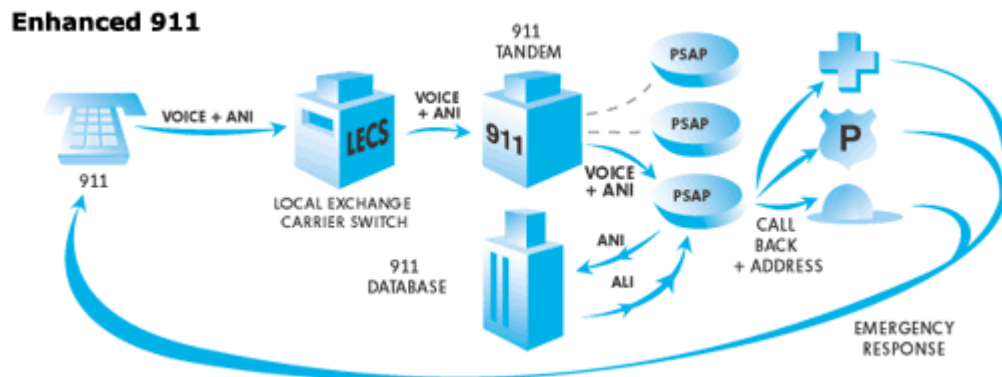 Enhanced 911
911
TANDEM
PSAP
VOICE + ANI
VOICE
+ ANI
LECS
911
PSAP
P
911
LOCAL EXCHANGE
CARRIER SWITCH
VOICE
+ ANI
PSAP
CALL
BACK
+ ADDRESS
911
DATABASE
ANI
ALI
EMERGENCY
RESPONSE